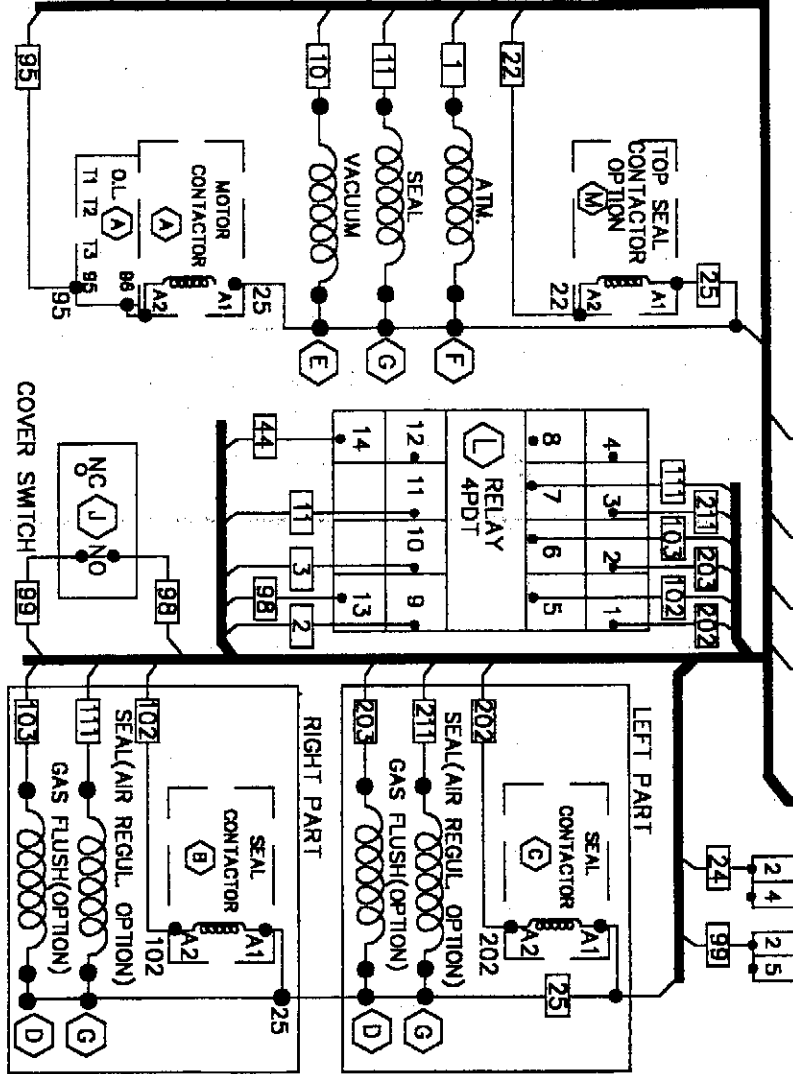 95
10
11
1
22
TOP SEAL
CONTACTOR
OPTION
M
A1
A2
25
22
ATM.
F
SEAL
G
VACUUM
E
MOTOR
CONTACTOR
A
A1
A2
25
O.L.
A
T1 T2 T3 95
96
95
44
11
3
98
2
14
13
12 11 10 9
L RELAY
4PDT
8 7 6 5
4 3 2 1
111
211
103
203
102
202
COVER SWITCH
NC J NO
99
98
RIGHT PART
103
111
102
SEAL
CONTACTOR
B
A1
A2
102
25
SEAL(AIR REGUL. OPTION)
G
GAS FLUSH(OPTION)
D
LEFT PART
203
211
202
SEAL
CONTACTOR
C
A1
A2
202
25
SEAL(AIR REGUL. OPTION)
G
GAS FLUSH(OPTION)
D
24
99
2 4
2 5